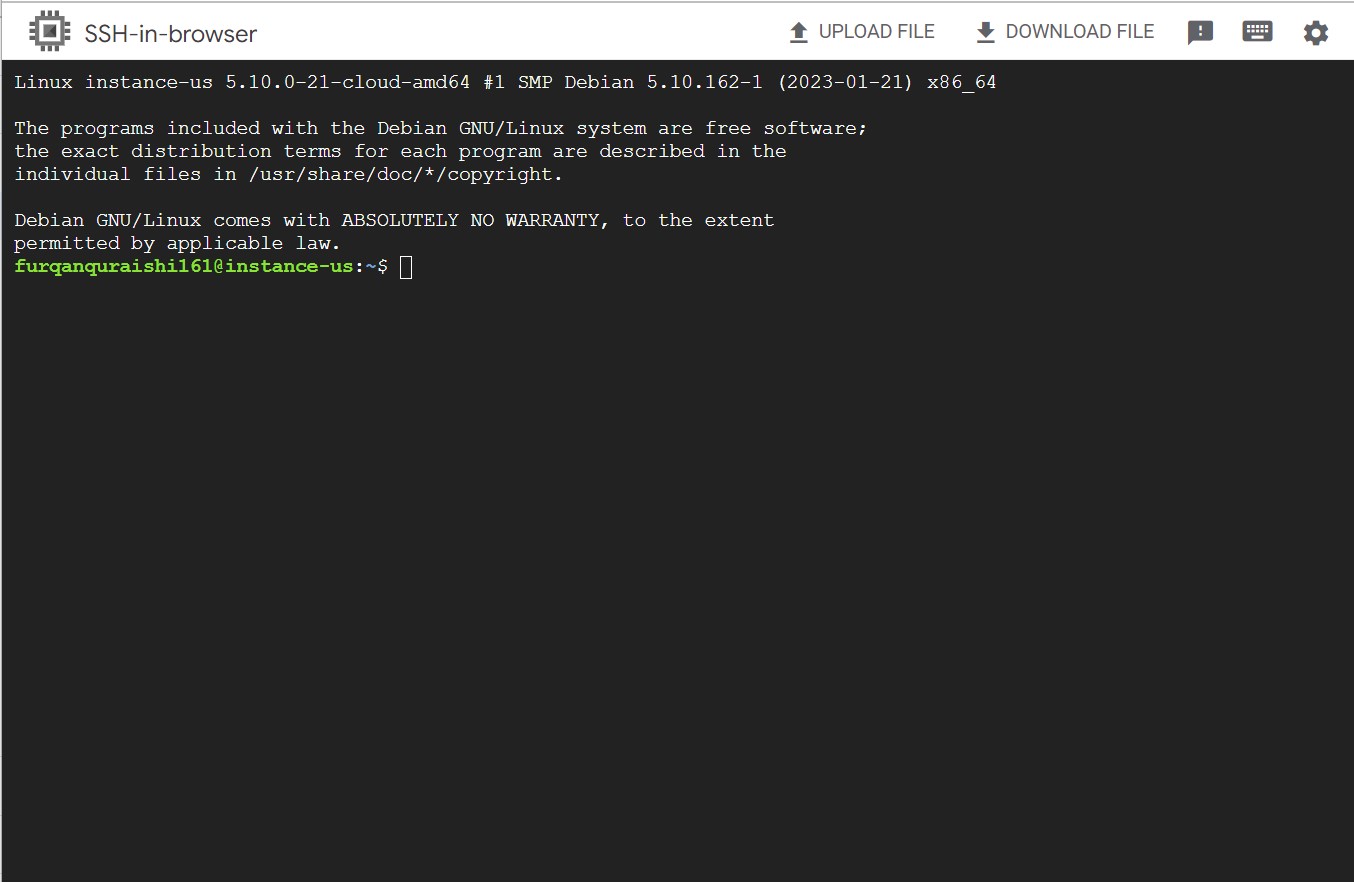 SSH-in-browser
UPLOAD FILE
DOWNLOAD FILE
Linux instance-us 5.10.0-21-cloud-amd64 #1 SMP Debian 5.10.162-1 (2023-01-21) x86_64
The programs included with the Debian GNU/Linux system are free software;
the exact distribution terms for each program are described in the
individual files in /usr/share/doc/*/copyright.
Debian GNU/Linux comes with ABSOLUTELY NO WARRANTY, to the extent
permitted by applicable law.
furqanquraishi161@instance-us:~$